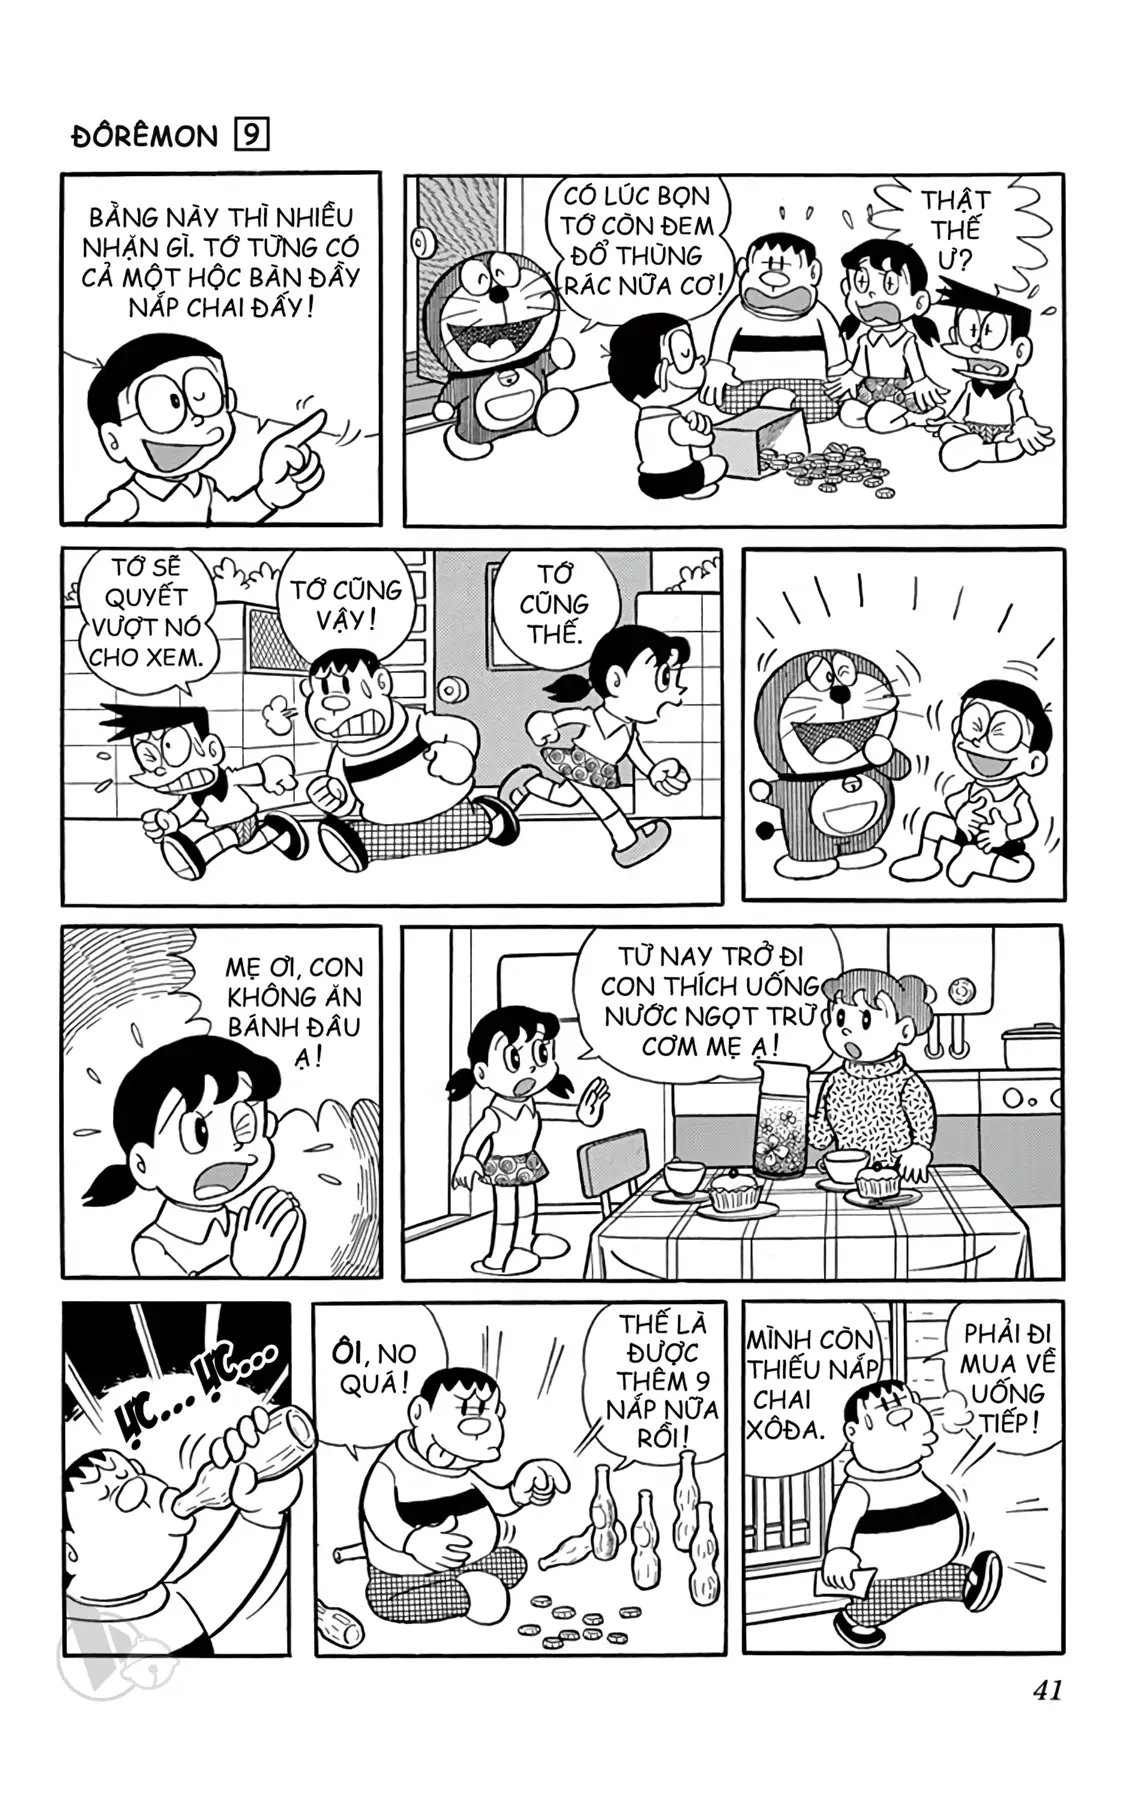 ĐÔRÊMON 9
BẰNG NÀY THÌ NHIỀU
NHẶN GÌ. TỚ TỪNG CÓ
CẢ MỘT HỘC BÀN ĐẦY
NẮP CHAI ĐẤY!
CÓ LÚC BỌN
TỚ CÒN ĐEM
ĐỔ THÙNG
RÁC NỮA CƠ!
THẬT
THẾ
Ư?
TỚ SẼ
QUYẾT
VƯỢT NÓ
CHO XEM.
TỚ CŨNG
VẬY!
TỚ
CŨNG
THẾ.
MẸ ƠI, CON
KHÔNG ĂN
BÁNH ĐÂU
Ạ!
TỪ NAY TRỞ ĐI
CON THÍCH UỐNG
NƯỚC NGỌT TRỪ
CƠM MẸ Ạ!
ỰC... ỰC...
ÔI, NO
QUÁ!
THẾ LÀ
ĐƯỢC
THÊM 9
NẮP NỮA
RỒI!
MÌNH CÒN
THIẾU NẮP
CHAI
XÔĐA.
PHẢI ĐI
MUA VỀ
UỐNG
TIẾP!
41